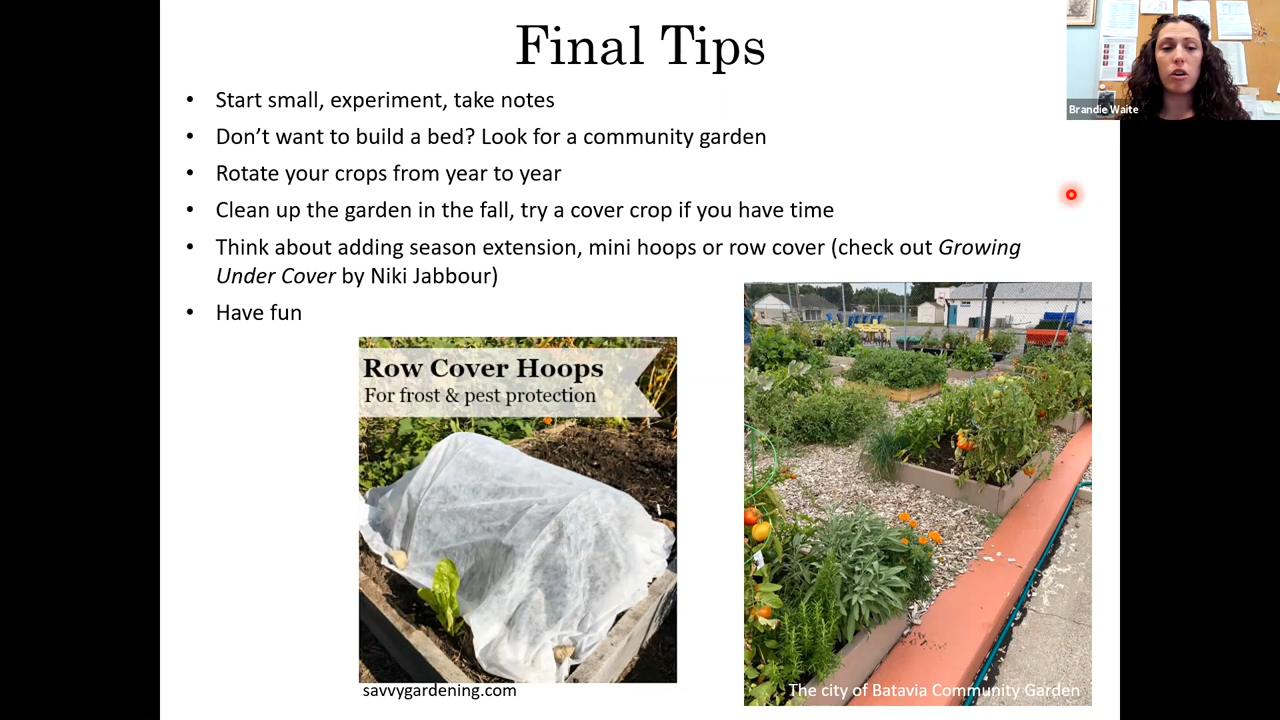 Final Tips
Brandie Waite
• Start small, experiment, take notes
• Don’t want to build a bed? Look for a community garden
• Rotate your crops from year to year
• Clean up the garden in the fall, try a cover crop if you have time
• Think about adding season extension, mini hoops or row cover (check out Growing
Under Cover by Niki Jabbour)
• Have fun
Row Cover Hoops
For frost & pest protection
savvygardening.com
The city of Batavia Community Garden